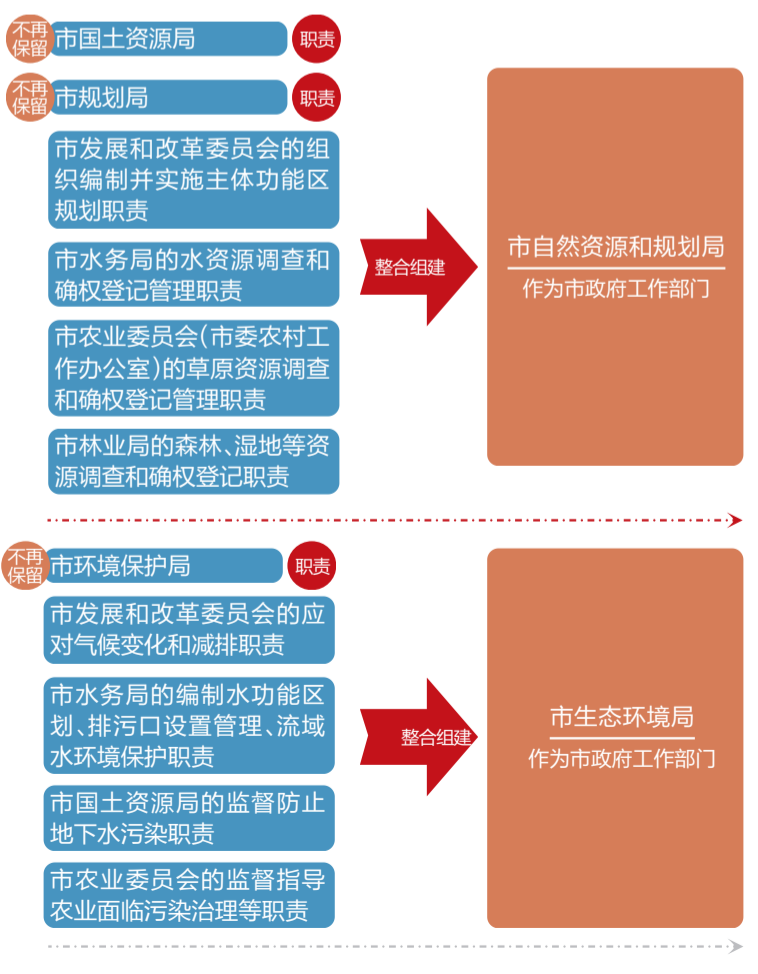 不再
保留
市国土资源局
职责
不再
保留
市规划局
职责
市发展和改革委员会的组
织编制并实施主体功能区
规划职责
市水务局的水资源调查和
确权登记管理职责
市农业委员会(市委农村工
作办公室)的草原资源调查
和确权登记管理职责
市林业局的森林、湿地等资
源调查和确权登记职责
整合组建
市自然资源和规划局
作为市政府工作部门
不再
保留
市环境保护局
职责
市发展和改革委员会的应
对气候变化和减排职责
市水务局的编制水功能区
划、排污口设置管理、流域
水环境保护职责
市国土资源局的监督防止
地下水污染职责
市农业委员会的监督指导
农业面临污染治理等职责
整合组建
市生态环境局
作为市政府工作部门